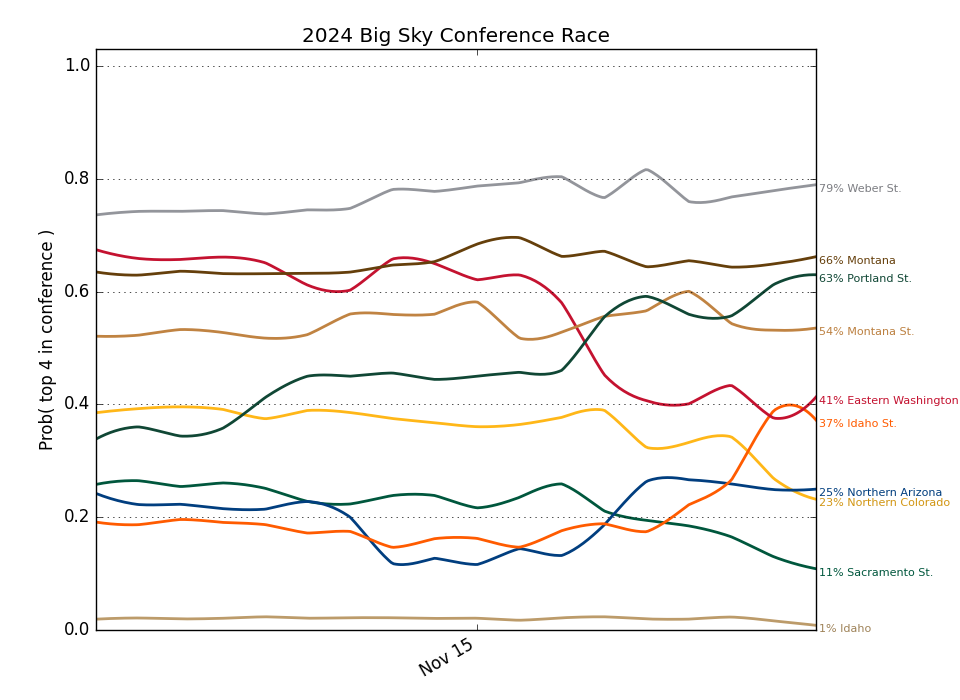 2024 Big Sky Conference Race
Prob( top 4 in conference )
1.0
0.8
0.6
0.4
0.2
0.0
Nov 15
79% Weber St.
66% Montana
63% Portland St.
54% Montana St.
41% Eastern Washington
37% Idaho St.
25% Northern Arizona
23% Northern Colorado
11% Sacramento St.
1% Idaho